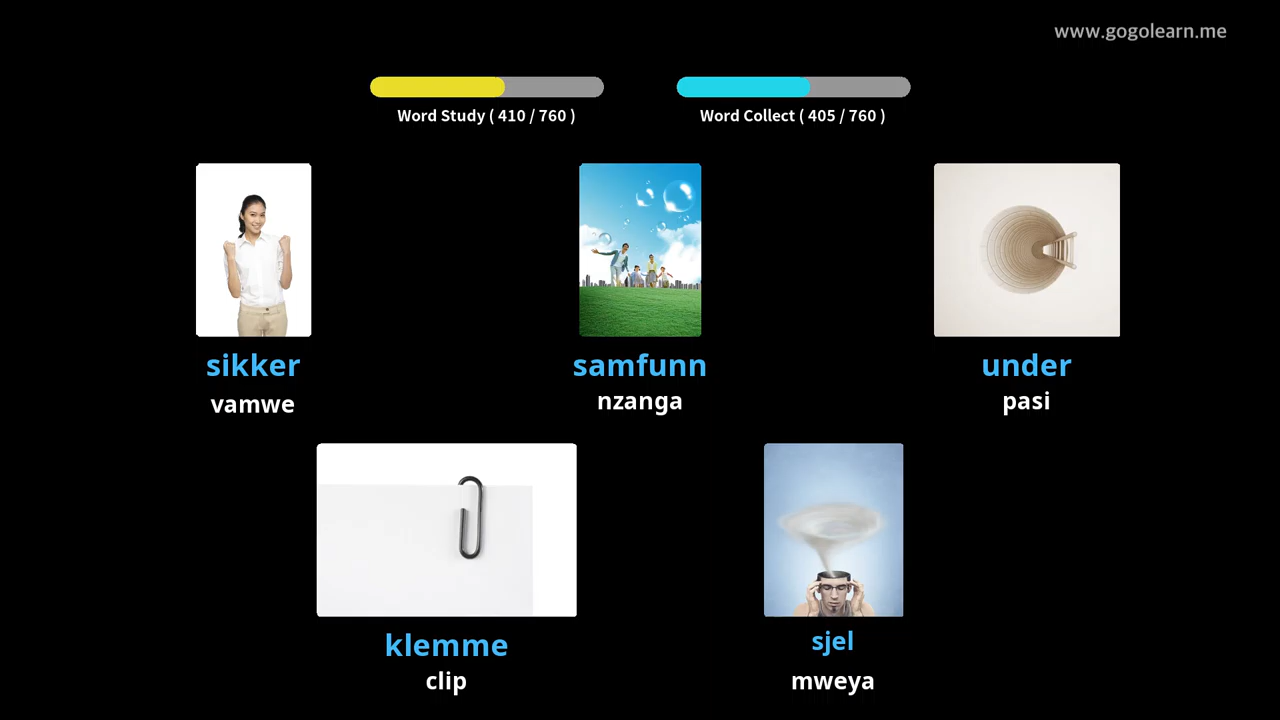 www.gogolearn.me
Word Study ( 410 / 760 )
Word Collect ( 405 / 760 )
sikker
vamwe
samfunn
nzanga
under
pasi
klemme
clip
sjel
mweya